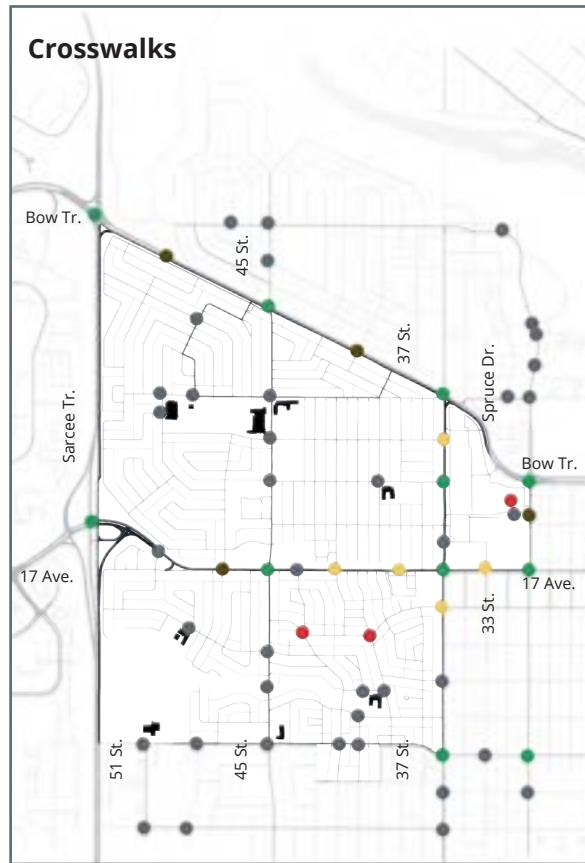 Crosswalks
Bow Tr.
45 St.
37 St.
Spruce Dr.
Sarcee Tr.
Bow Tr.
17 Ave.
17 Ave.
33 St.
51 St.
45 St.
37 St.